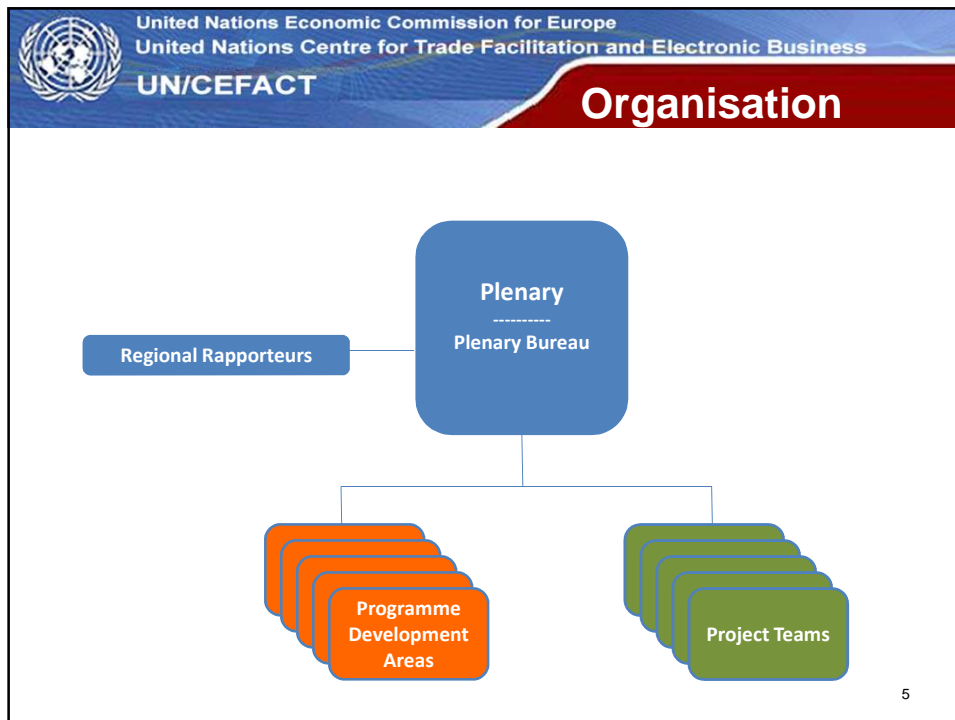 United Nations Economic Commission for Europe
United Nations Centre for Trade Facilitation and Electronic Business
UN/CEFACT
Organisation
Plenary
----------
Plenary Bureau
Regional Rapporteurs
Programme
Development
Areas
Project Teams
5